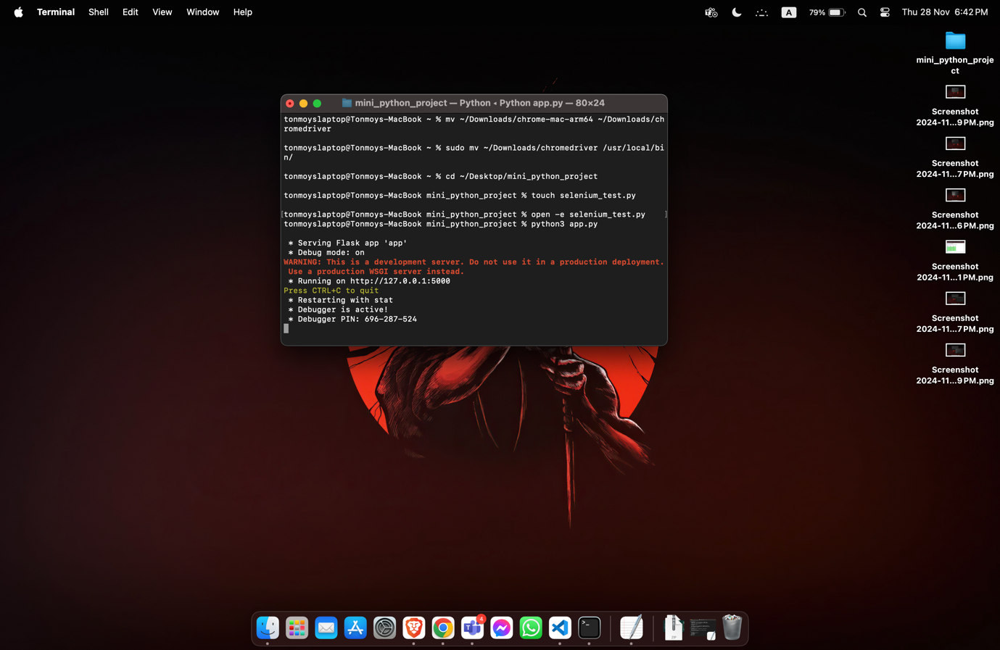 Terminal Shell Edit View Window Help
A 79% Thu 28 Nov 6:42 PM
mini_python_project — Python ◂ Python app.py — 80×24
tonmoyslaptop@Tonmoys-MacBook ~ % mv ~/Downloads/chrome-mac-arm64 ~/Downloads/ch
romedriver
tonmoyslaptop@Tonmoys-MacBook ~ % sudo mv ~/Downloads/chromedriver /usr/local/bi
n/
tonmoyslaptop@Tonmoys-MacBook ~ % cd ~/Desktop/mini_python_project
tonmoyslaptop@Tonmoys-MacBook mini_python_project % touch selenium_test.py
[tonmoyslaptop@Tonmoys-MacBook mini_python_project % open -e selenium_test.py ]
tonmoyslaptop@Tonmoys-MacBook mini_python_project % python3 app.py
* Serving Flask app 'app'
* Debug mode: on
WARNING: This is a development server. Do not use it in a production deployment.
Use a production WSGI server instead.
* Running on http://127.0.0.1:5000
Press CTRL+C to quit
* Restarting with stat
* Debugger is active!
* Debugger PIN: 696-287-524
mini_python_proje
ct
Screenshot
2024-11...9 PM.png
Screenshot
2024-11...7 PM.png
Screenshot
2024-11...6 PM.png
Screenshot
2024-11...1 PM.png
Screenshot
2024-11...7 PM.png
Screenshot
2024-11...9 PM.png
4
ZIP